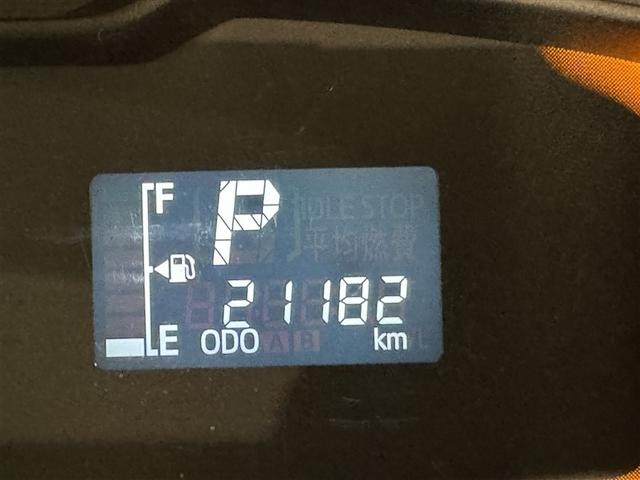 F P IDLE STOP
平均燃費
21182
E ODO A B km